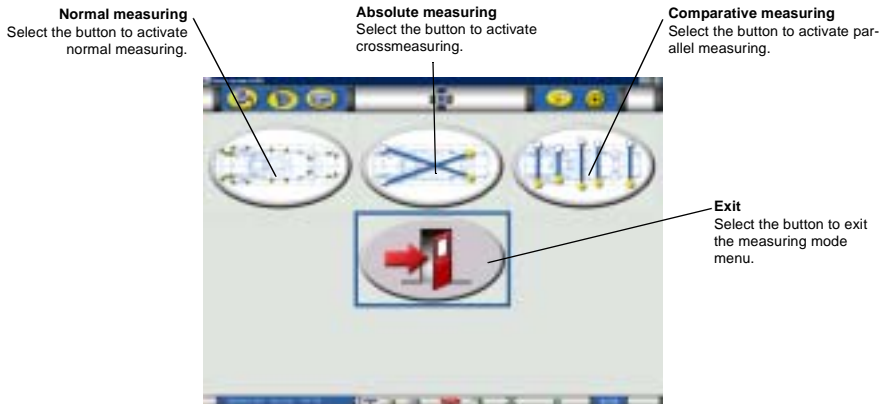 Normal measuring
Select the button to activate
normal measuring.
Absolute measuring
Select the button to activate
crossmeasuring.
Comparative measuring
Select the button to activate par-
allel measuring.
Exit
Select the button to exit
the measuring mode
menu.